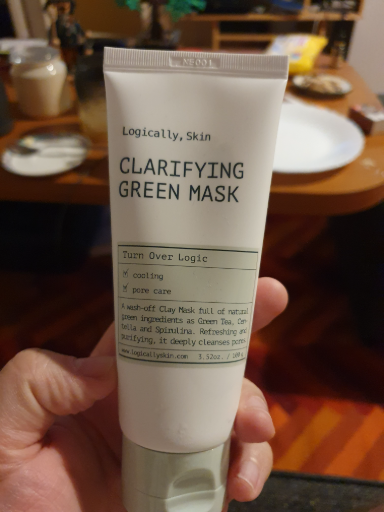 Logically, Skin
CLARIFYING
GREEN MASK
Turn Over Logic
cooling
pore care
A wash-off Clay Mask full of natural
green ingredients as Green Tea, Cen-
tella and Spirulina. Refreshing and
purifying, it deeply cleanses pores.
www.logicallyskin.com 3.52oz. / 100g